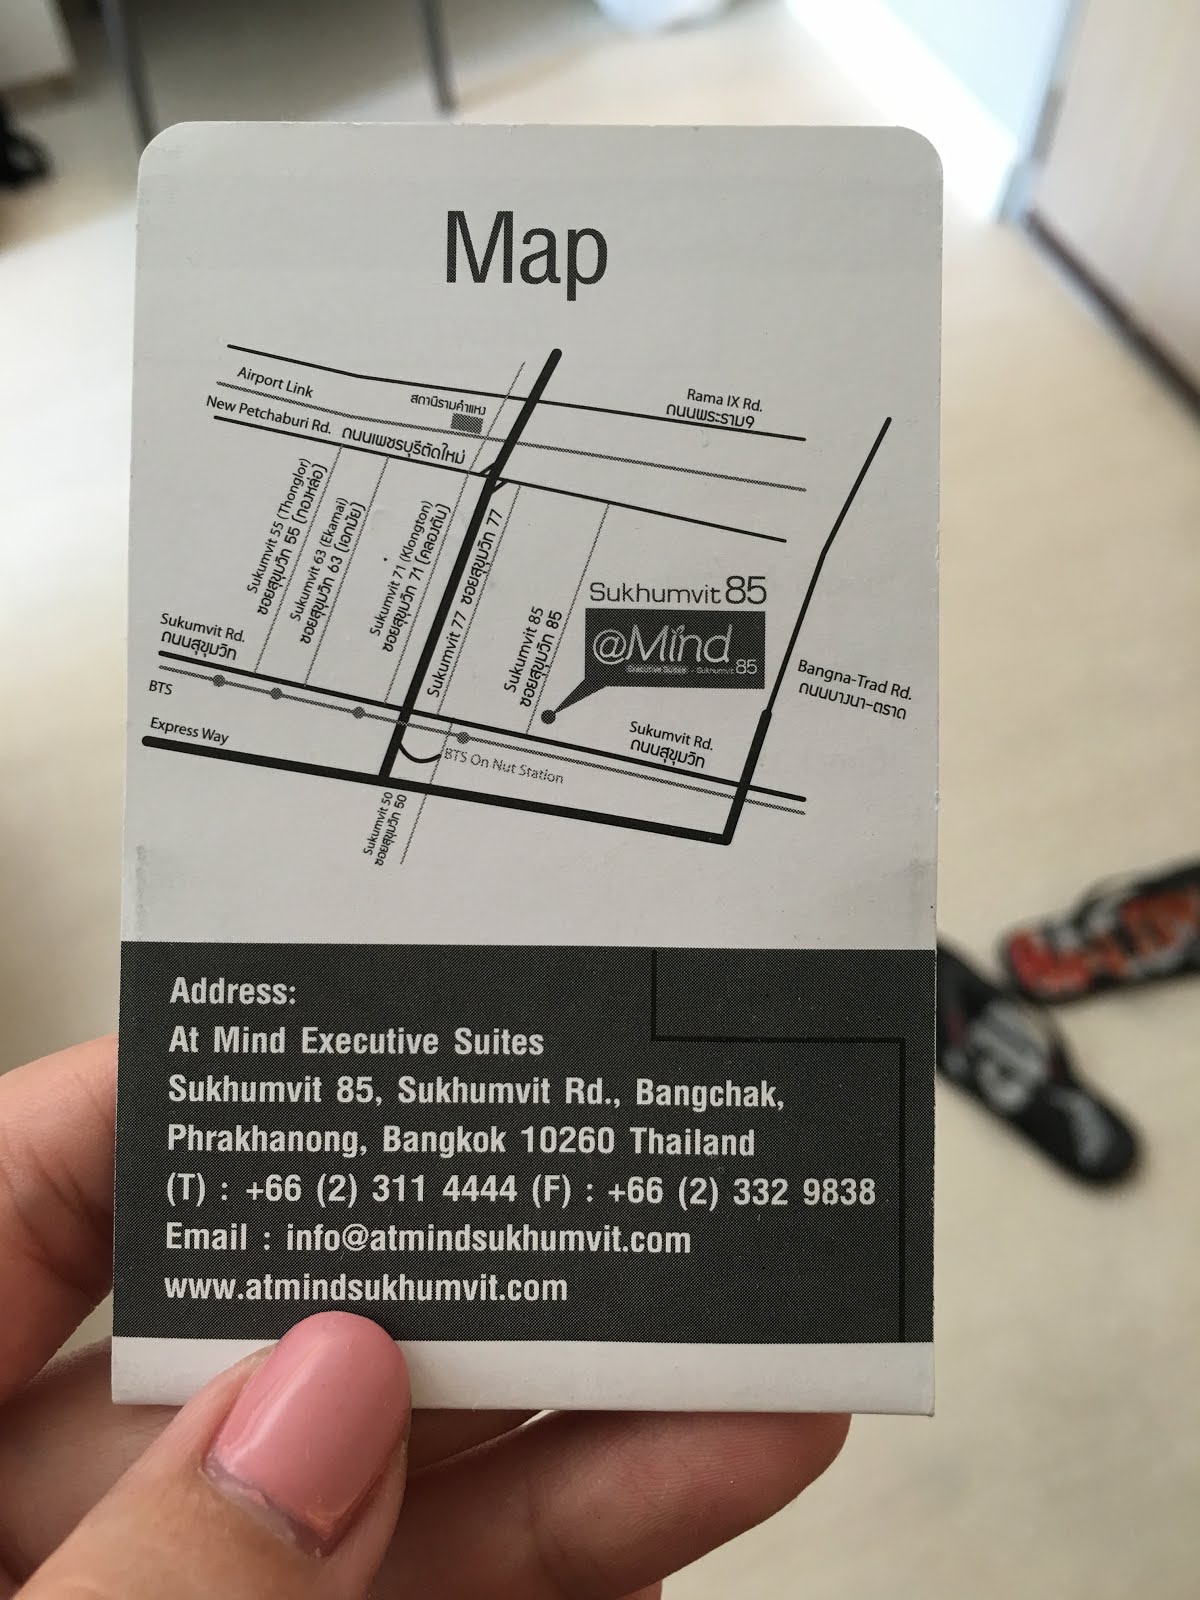 Map
Airport Link
สถานีรามคำแหง
Rama IX Rd.
ถนนพระราม9
New Petchaburi Rd. ถนนเพชรบุรีตัดใหม่
Sukumvit 55 (Thonglor)
ซอยสุขุมวิท 55 (ทองหล่อ)
Sukumvit 63 (Ekamai)
ซอยสุขุมวิท 63 (เอกมัย)
Sukumvit 71 (Klongton)
ซอยสุขุมวิท 71 (คลองตัน)
Sukumvit 77 ซอยสุขุมวิท 77
Sukumvit 85
ซอยสุขุมวิท 85
Sukhumvit 85
@Mind
Executive Suites - Sukhumvit 85
Sukumvit Rd.
ถนนสุขุมวิท
BTS
Express Way
Bangna-Trad Rd.
ถนนบางนา-ตราด
Sukumvit Rd.
ถนนสุขุมวิท
BTS On Nut Station
Sukumvit 50
ซอยสุขุมวิท 50
Address:
At Mind Executive Suites
Sukhumvit 85, Sukhumvit Rd., Bangchak,
Phrakhanong, Bangkok 10260 Thailand
(T) : +66 (2) 311 4444 (F) : +66 (2) 332 9838
Email : info@atmindsukhumvit.com
www.atmindsukhumvit.com